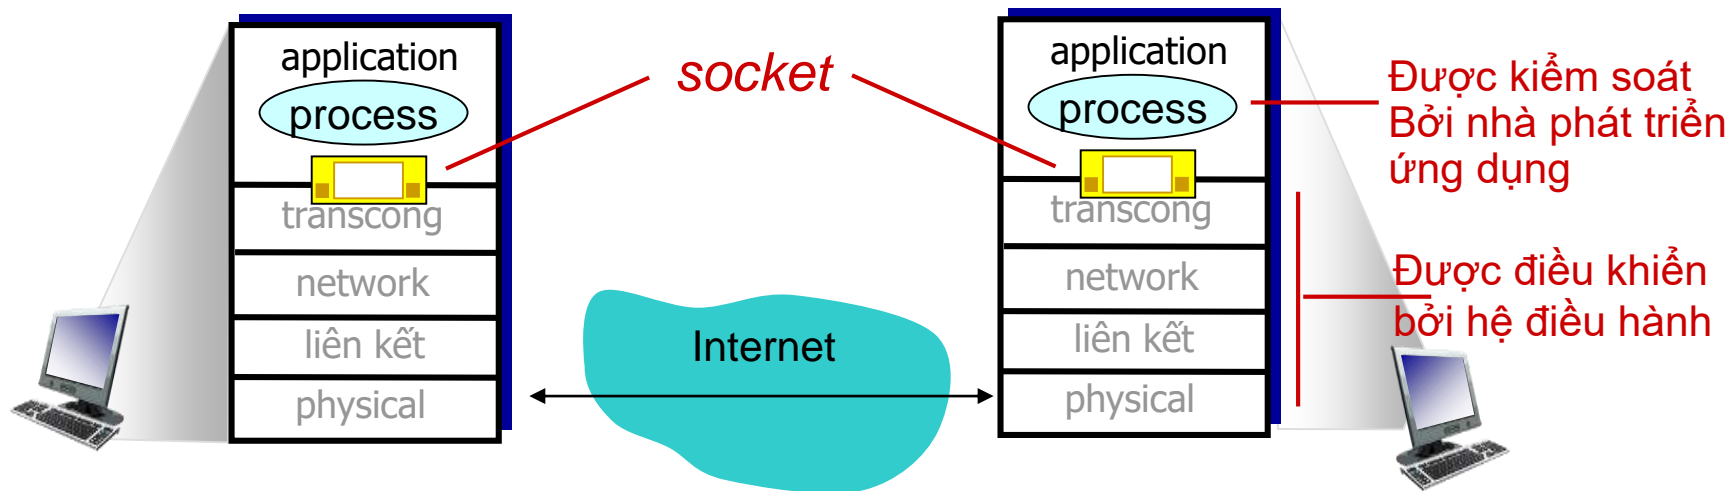 application
process
transcong
network
liên kết
physical
socket
Internet
application
process
transcong
network
liên kết
physical
Được kiểm soát
Bởi nhà phát triển
ứng dụng
Được điều khiển
bởi hệ điều hành